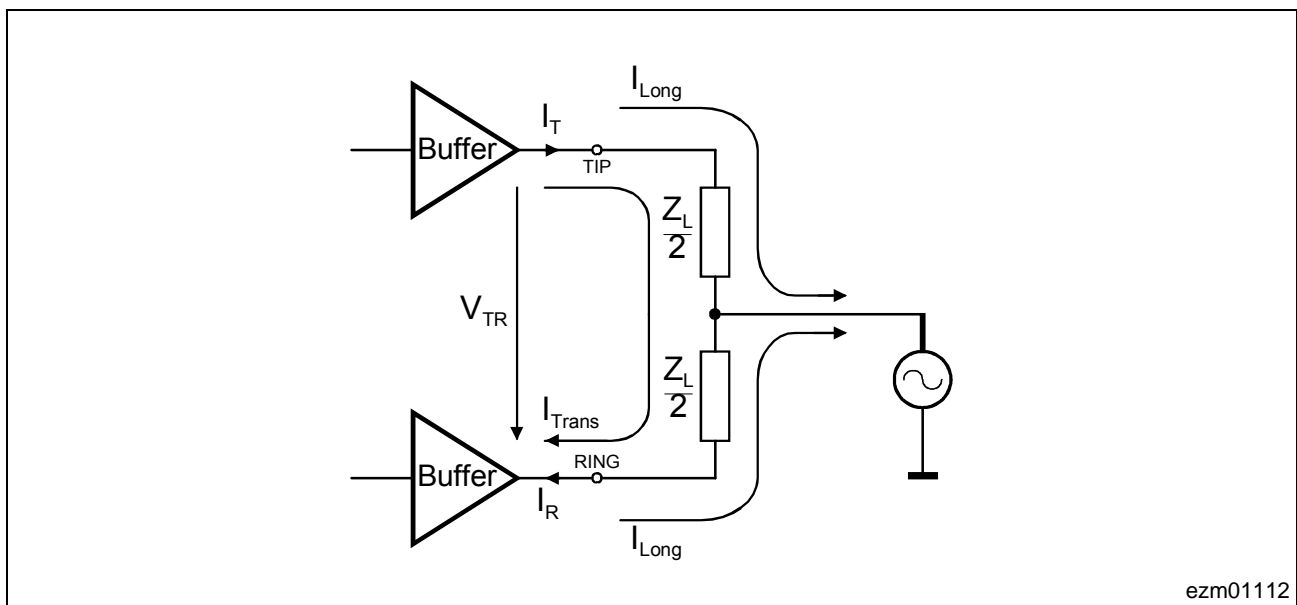 I_Long
Buffer
I_T
TIP
Z_L
2
V_TR
Z_L
2
I_Trans
RING
Buffer
I_R
I_Long
ezm01112